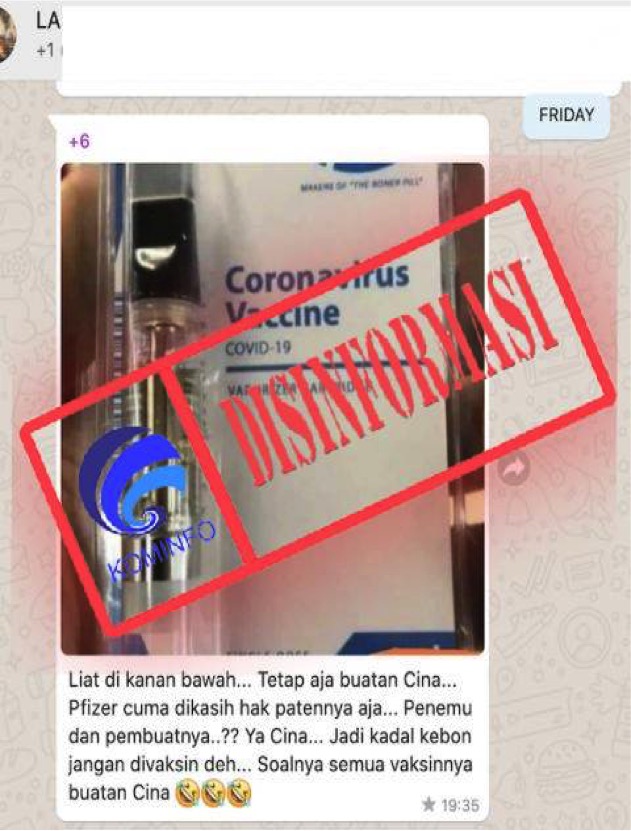 LA
+1
FRIDAY
+6
MAKERS OF "THE BONER PILL"
Coronavirus
Vaccine
COVID-19
VAPORIZER CARTRIDGE
DISINFORMASI
KOMINFO
SINGLE DOSE
Liat di kanan bawah... Tetap aja buatan Cina...
Pfizer cuma dikasih hak patennya aja... Penemu
dan pembuatnya..?? Ya Cina... Jadi kadal kebon
jangan divaksin deh... Soalnya semua vaksinnya
buatan Cina 🤣🤣🤣
★ 19:35